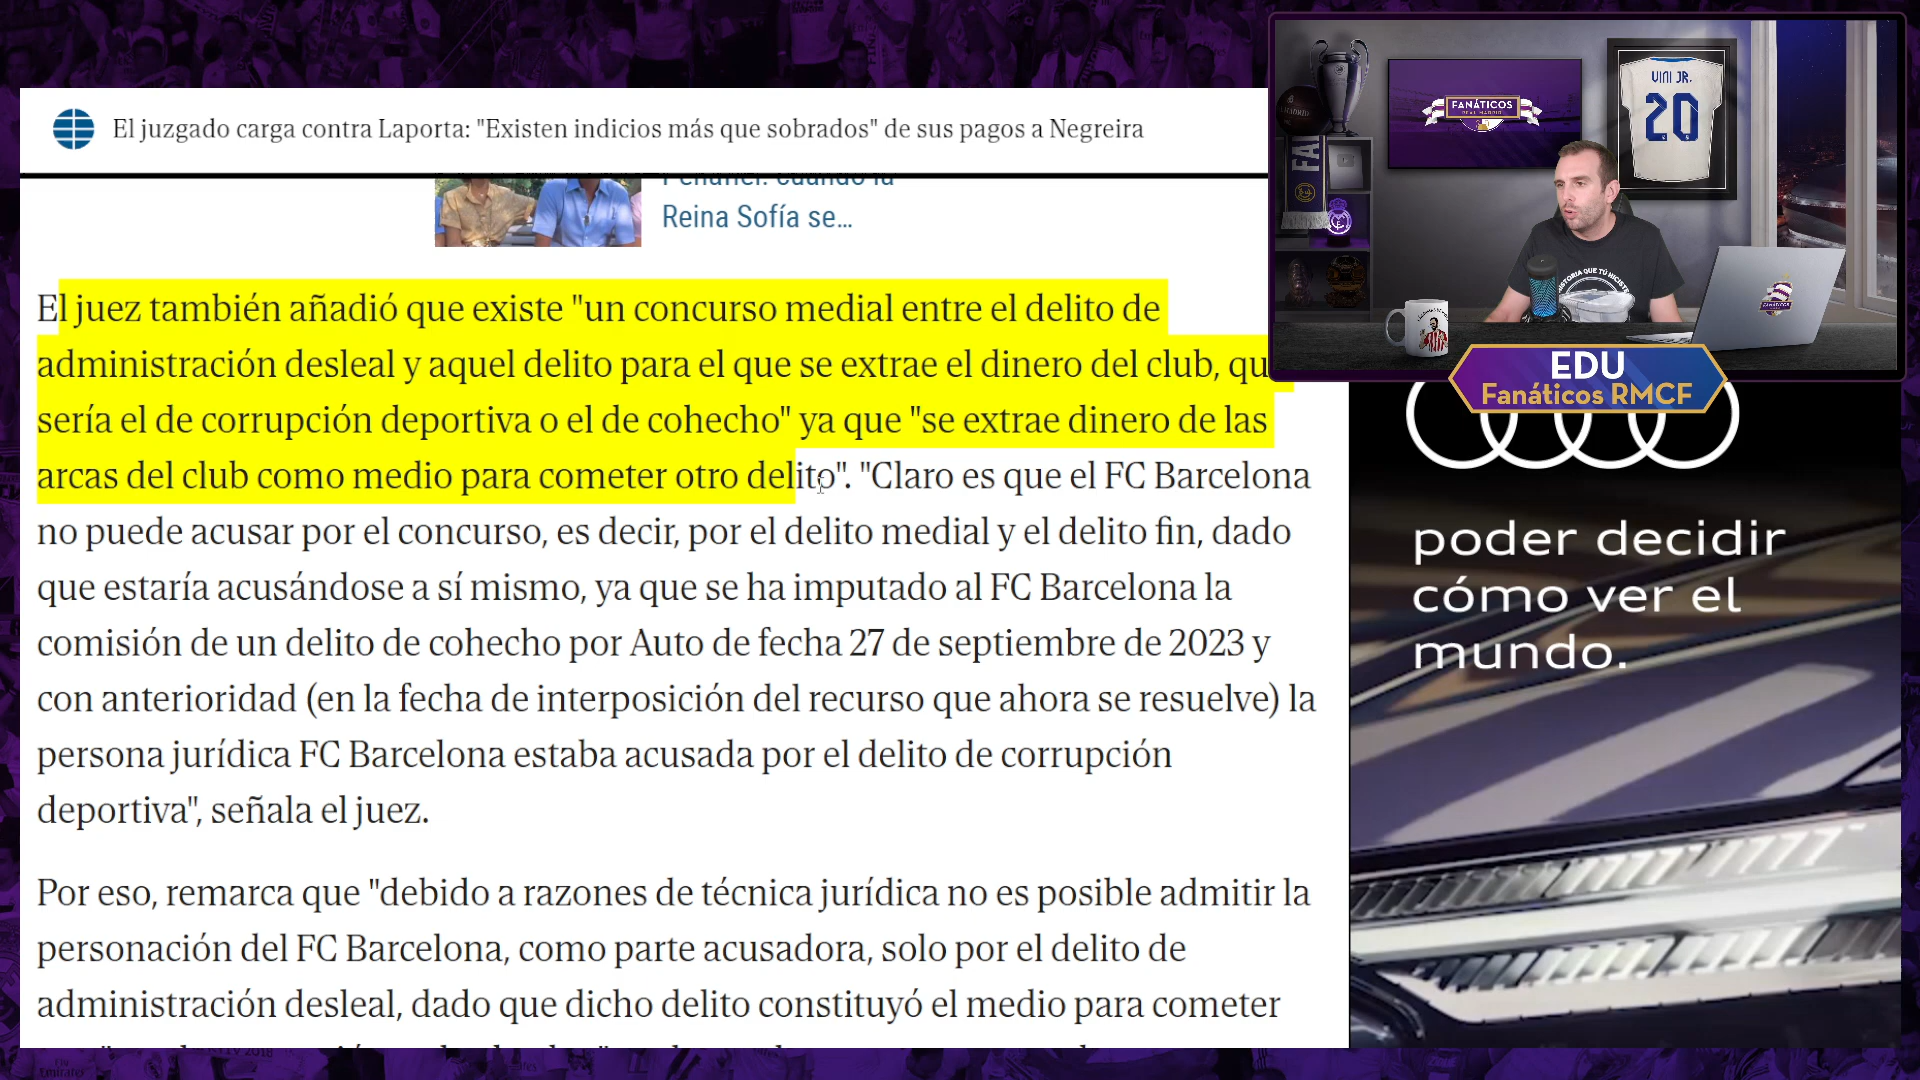 El juzgado carga contra Laporta: "Existen indicios más que sobrados" de sus pagos a Negreira
Reina Sofía se...
El juez también añadió que existe "un concurso medial entre el delito de
administración desleal y aquel delito para el que se extrae el dinero del club, qu
sería el de corrupción deportiva o el de cohecho" ya que "se extrae dinero de las
arcas del club como medio para cometer otro delito". "Claro es que el FC Barcelona
no puede acusar por el concurso, es decir, por el delito medial y el delito fin, dado
que estaría acusándose a sí mismo, ya que se ha imputado al FC Barcelona la
comisión de un delito de cohecho por Auto de fecha 27 de septiembre de 2023 y
con anterioridad (en la fecha de interposición del recurso que ahora se resuelve) la
persona jurídica FC Barcelona estaba acusada por el delito de corrupción
deportiva", señala el juez.
Por eso, remarca que "debido a razones de técnica jurídica no es posible admitir la
personación del FC Barcelona, como parte acusadora, solo por el delito de
administración desleal, dado que dicho delito constituyó el medio para cometer
FANÁTICOS
REAL MADRID
VINI JR.
20
FA
HISTORIA QUE TÚ HICISTE
EDU
Fanáticos RMCF
poder decidir
cómo ver el
mundo.